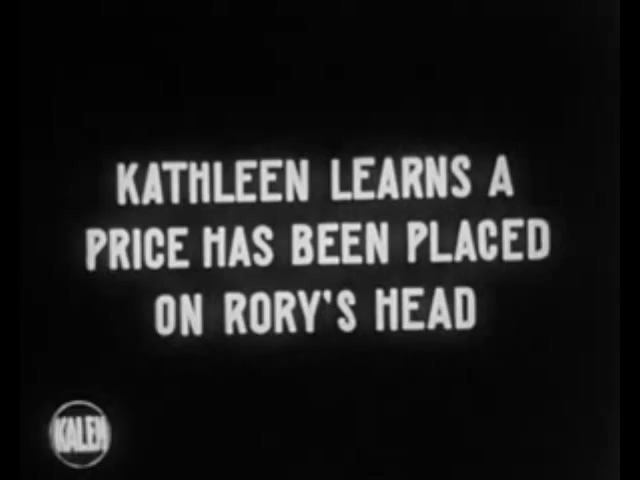 KATHLEEN LEARNS A
PRICE HAS BEEN PLACED
ON RORY'S HEAD
KALEM